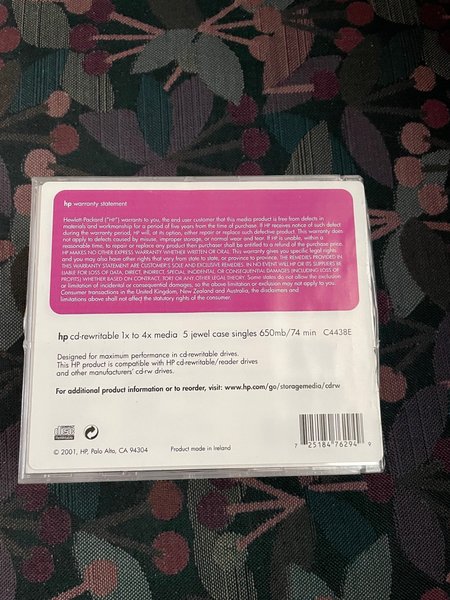 hp warranty statement
Hewlett-Packard ("HP") warrants to you, the end user customer that this media product is free from defects in
materials and workmanship for a period of five years from the time of purchase. If HP receives notice of such defect
during the warranty period, HP will, at its option, either repair or replace such defective product. This warranty does
not apply to defects caused by misuse, improper storage, or normal wear and tear. If HP is unable, within a
reasonable time, to repair or replace any product then purchaser shall be entitled to a refund of the purchase price.
HP MAKES NO OTHER EXPRESS WARRANTY WHETHER WRITTEN OR ORAL. This warranty gives you specific legal rights
and you may also have other rights that vary from state to state, or province to province. THE REMEDIES PROVIDED IN
THIS WARRANTY STATEMENT ARE CUSTOMER'S SOLE AND EXCLUSIVE REMEDIES. IN NO EVENT WILL HP OR ITS SUPPLIERS BE
LIABLE FOR LOSS OF DATA, DIRECT, INDIRECT, SPECIAL, INCIDENTAL, OR CONSEQUENTIAL DAMAGES (INCLUDING LOSS OF
PROFITS) WHETHER BASED ON CONTRACT, TORT OR ANY OTHER LEGAL THEORY. Some states do not allow the exclusion
or limitation of incidental or consequential damages, so the above limitation or exclusion may not apply to you.
Consumer transactions in the United Kingdom, New Zealand and Australia, the disclaimers and
limitations above shall not affect the statutory rights of the consumer.
hp cd-rewritable 1x to 4x media 5 jewel case singles 650mb/74 min C4438E
Designed for maximum performance in cd-rewritable drives.
This HP product is compatible with HP cd-rewritable/reader drives
and other manufacturers' cd-rw drives.
For additional product information or to reorder, visit: www.hp.com/go/storagemedia/cdrw
disc
ReWritable
© 2001, HP, Palo Alto, CA 94304
Product made in Ireland
7 25184 76294 9